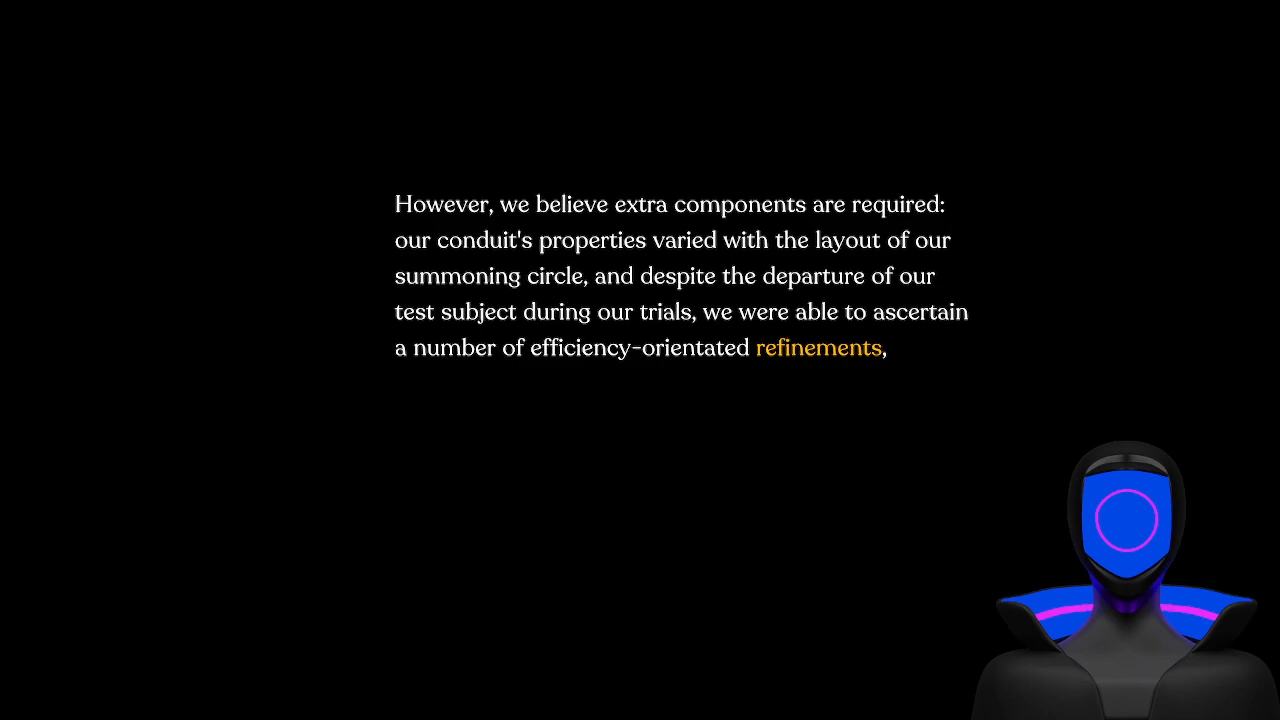 However, we believe extra components are required:
our conduit's properties varied with the layout of our
summoning circle, and despite the departure of our
test subject during our trials, we were able to ascertain
a number of efficiency-orientated refinements,